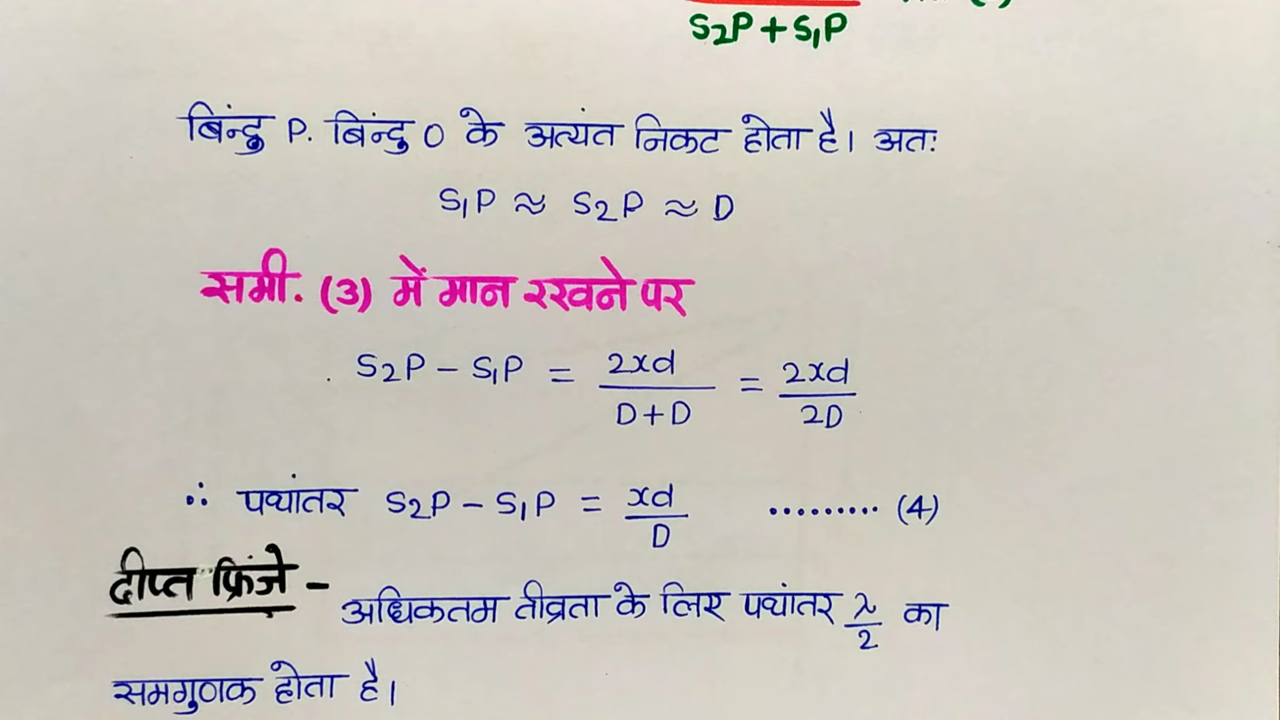 S₂P + S₁P
बिंन्दु P. बिंन्दु O के अत्यंत निकट होता है। अतः
S₁P ≈ S₂P ≈ D
समी. (3) में मान रखने पर
S₂P – S₁P = 2xd / D+D = 2xd / 2D
∴ पथांतर S₂P – S₁P = xd / D ......... (4)
दीप्त फ्रिंजे –
अधिकतम तीव्रता के लिए पथांतर λ/2 का
समगुणक होता है।